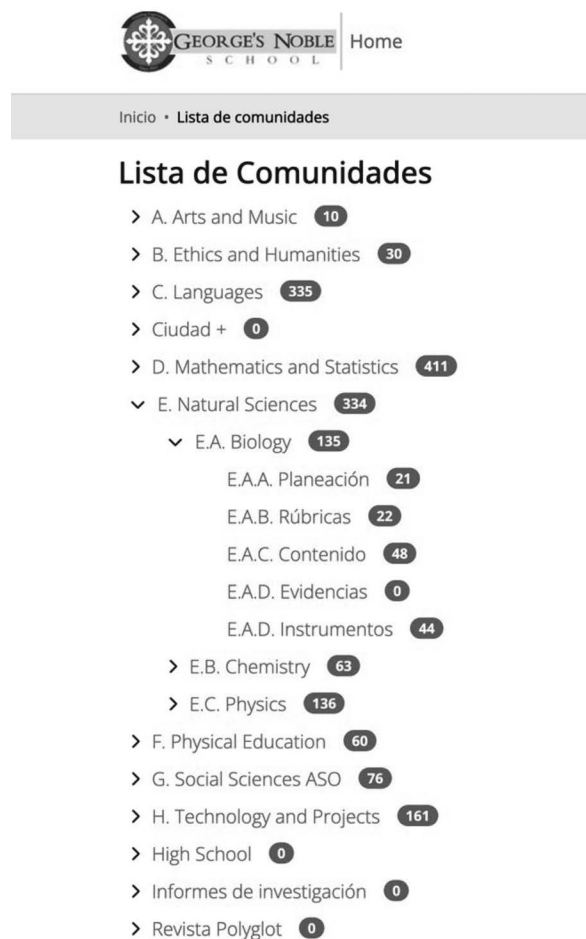 GEORGE'S NOBLE
SCHOOL
Home
Inicio • Lista de comunidades
Lista de Comunidades
A. Arts and Music 10
B. Ethics and Humanities 30
C. Languages 335
Ciudad + 0
D. Mathematics and Statistics 411
E. Natural Sciences 334
E.A. Biology 135
E.A.A. Planeación 21
E.A.B. Rúbricas 22
E.A.C. Contenido 48
E.A.D. Evidencias 0
E.A.D. Instrumentos 44
E.B. Chemistry 63
E.C. Physics 136
F. Physical Education 60
G. Social Sciences ASO 76
H. Technology and Projects 161
High School 0
Informes de investigación 0
Revista Polyglot 0